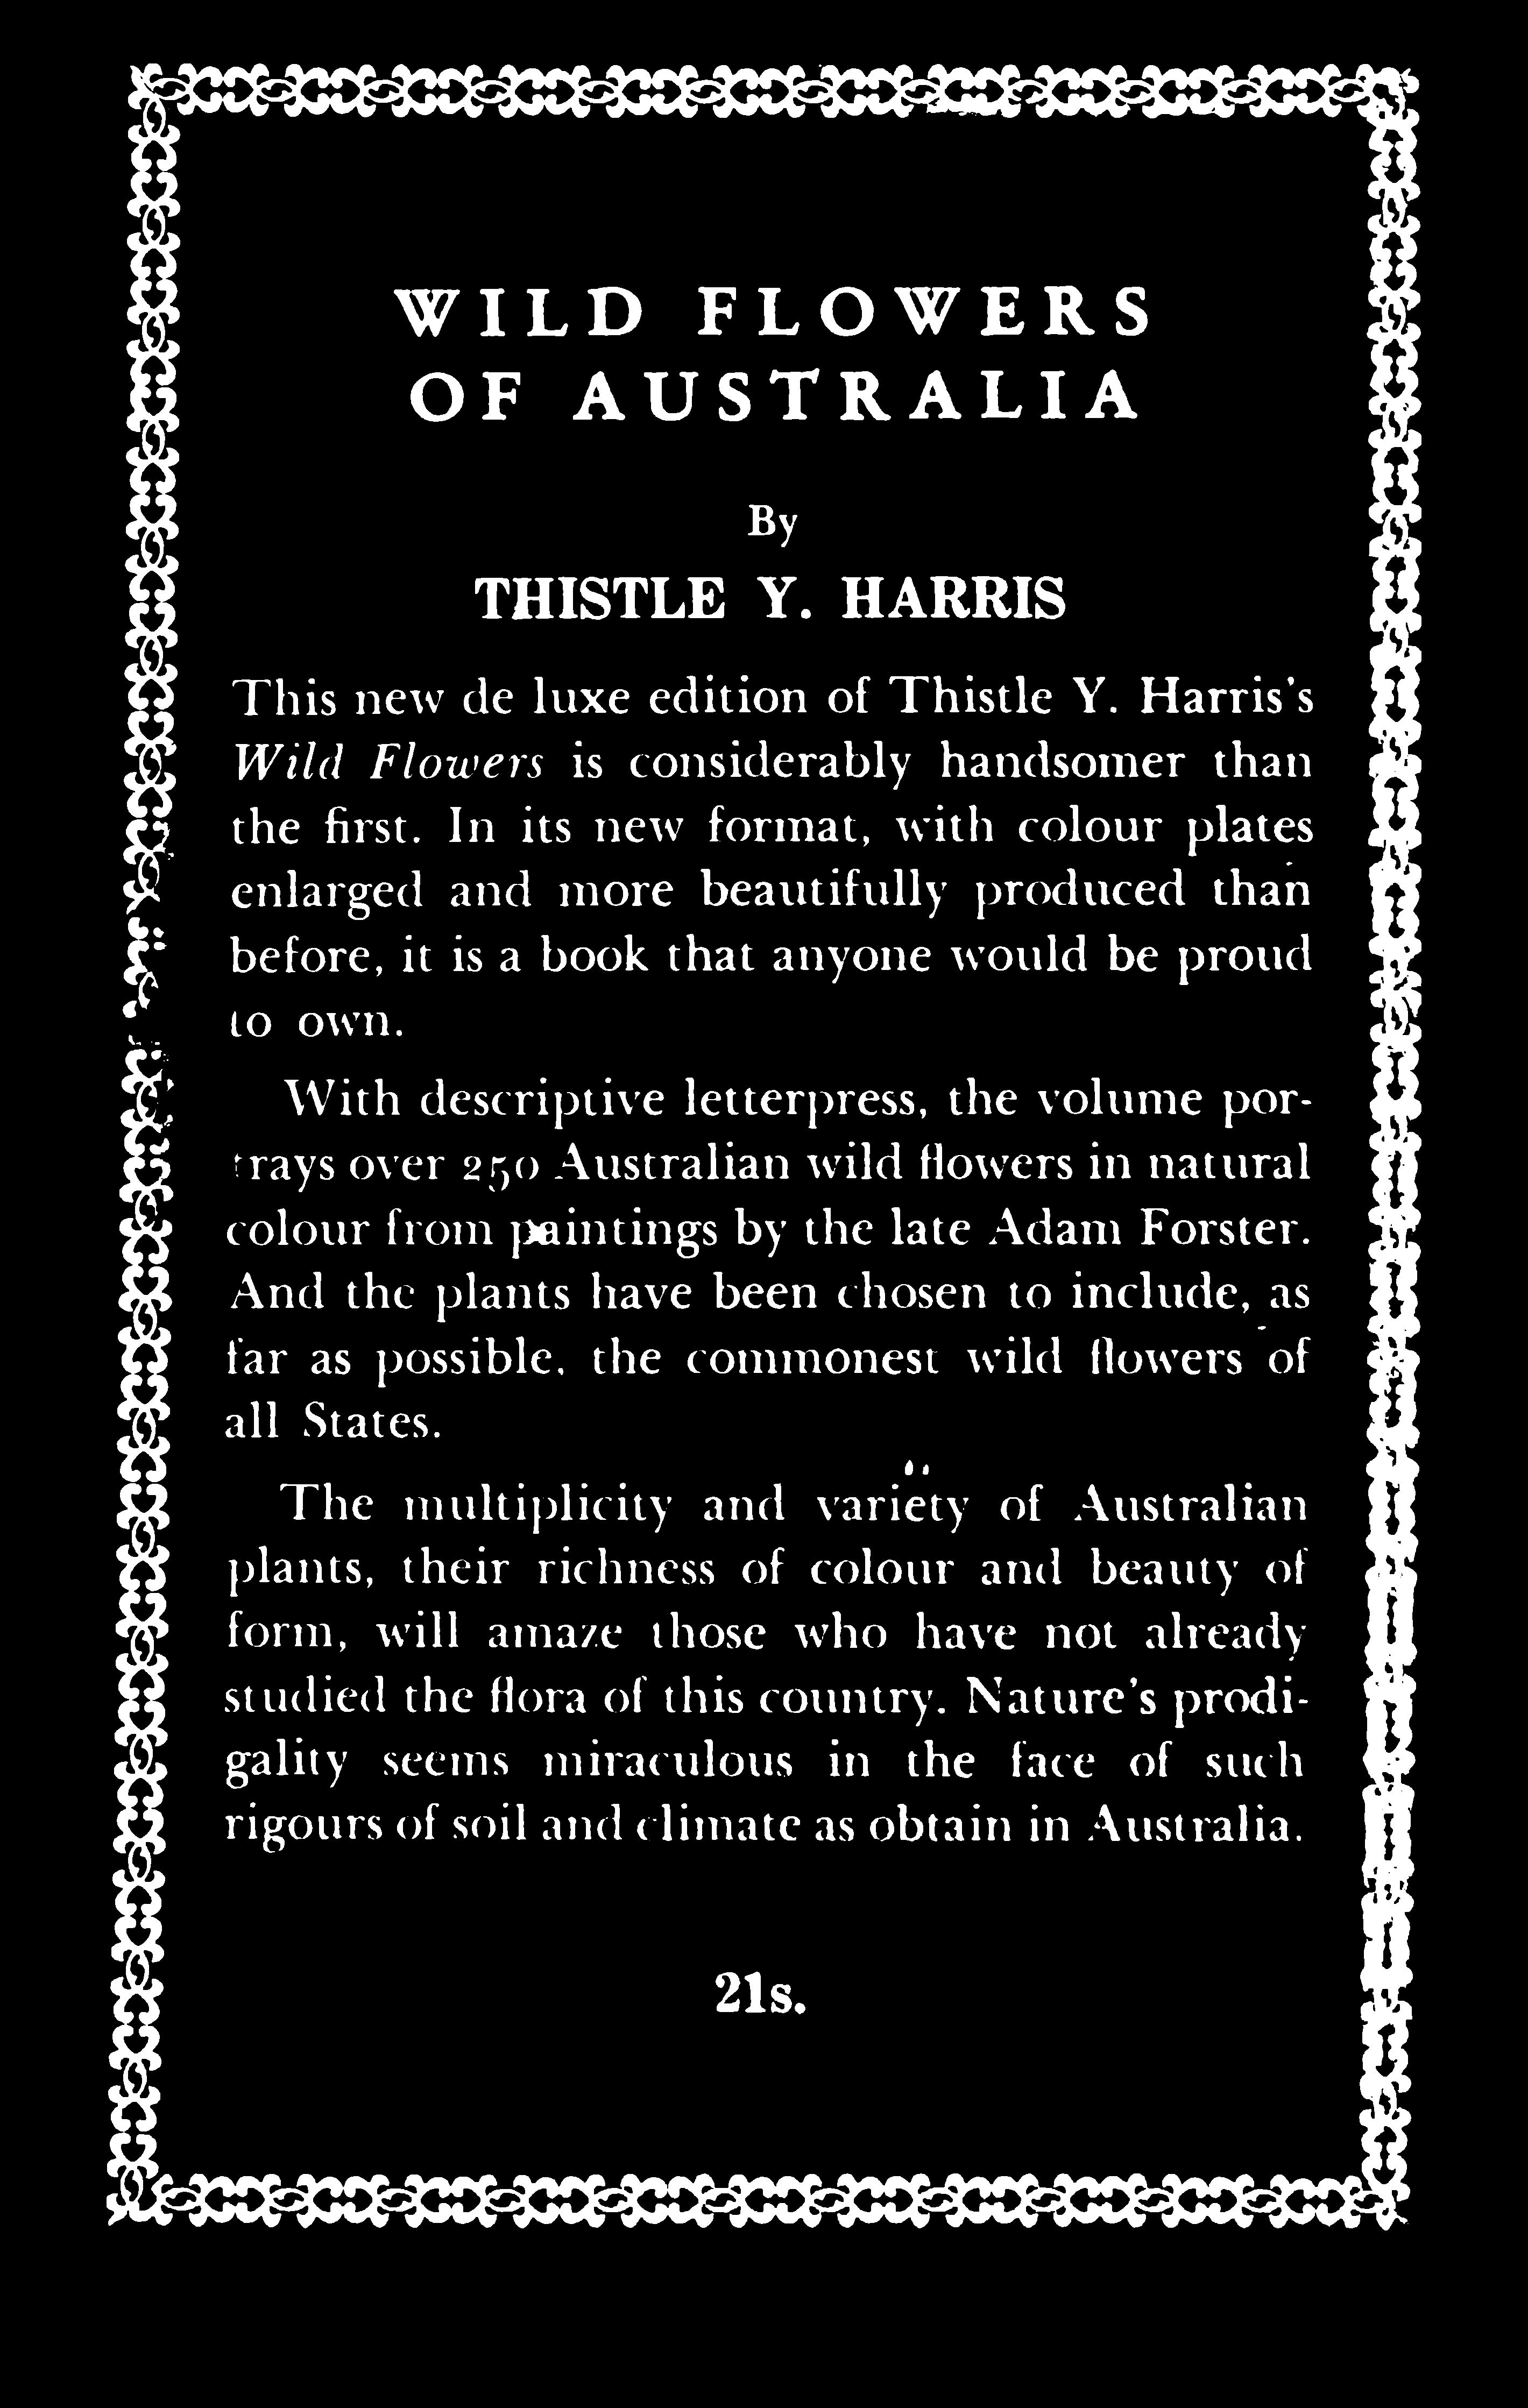 WILD FLOWERS
OF AUSTRALIA
By
THISTLE Y. HARRIS
This new de luxe edition of Thistle Y. Harris's
Wild Flowers is considerably handsomer than
the first. In its new format, with colour plates
enlarged and more beautifully produced than
before, it is a book that anyone would be proud
to own.
With descriptive letterpress, the volume por-
trays over 250 Australian wild flowers in natural
colour from paintings by the late Adam Forster.
And the plants have been chosen to include, as
far as possible, the commonest wild flowers of
all States.
The multiplicity and variety of Australian
plants, their richness of colour and beauty of
form, will amaze those who have not already
studied the flora of this country. Nature's prodi-
gality seems miraculous in the face of such
rigours of soil and climate as obtain in Australia.
21s.